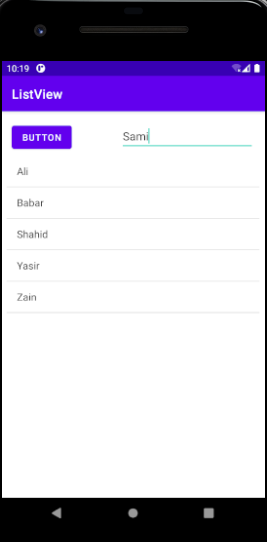 10:19
ListView
BUTTON
Sami
Ali
Babar
Shahid
Yasir
Zain